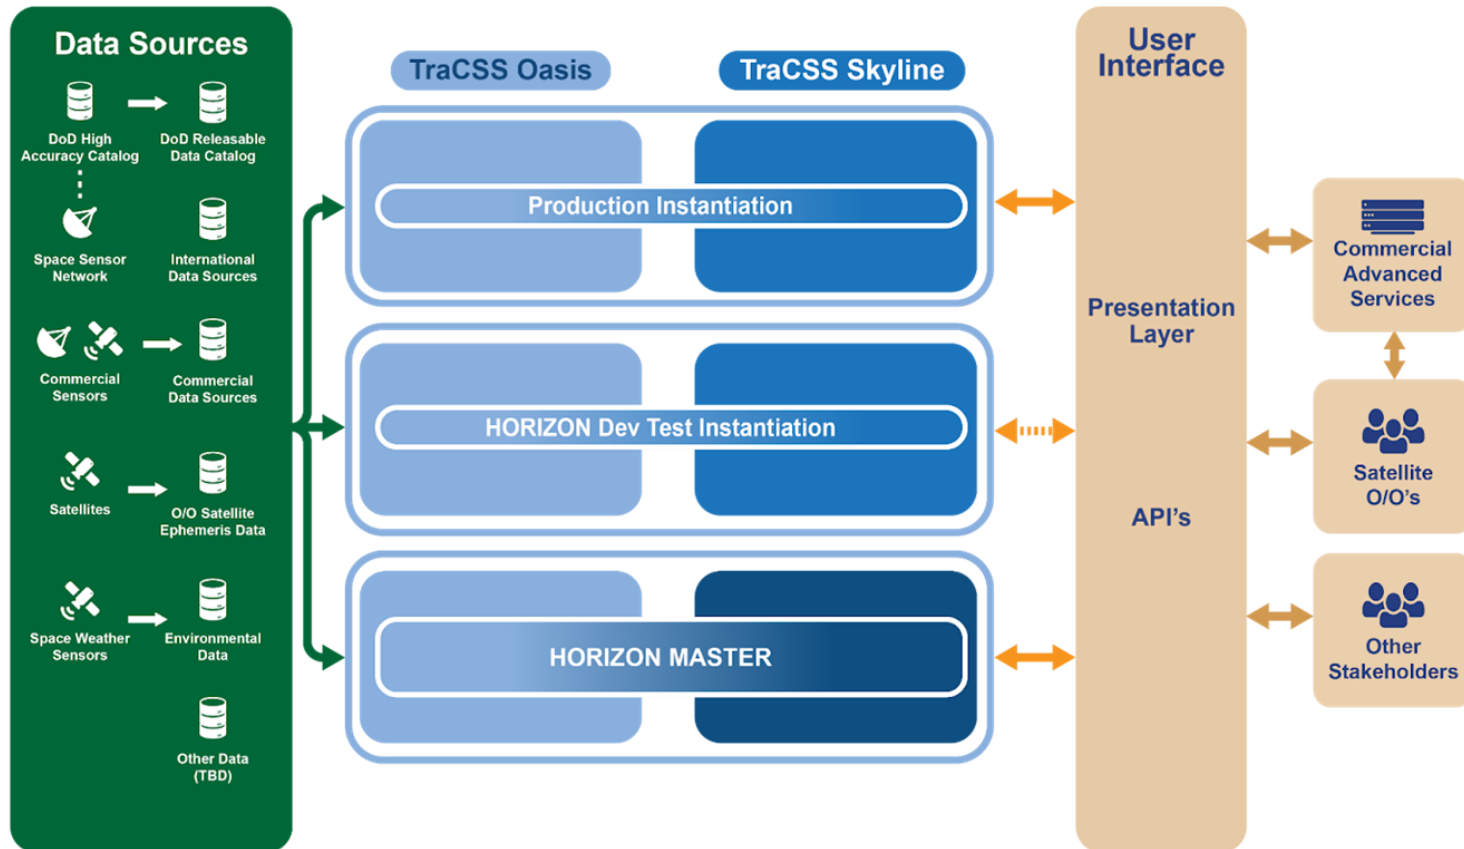 Data Sources
DoD High
Accuracy Catalog
DoD Releasable
Data Catalog
Space Sensor
Network
International
Data Sources
Commercial
Sensors
Commercial
Data Sources
Satellites
O/O Satellite
Ephemeris Data
Space Weather
Sensors
Environmental
Data
Other Data
(TBD)
TraCSS Oasis
TraCSS Skyline
Production Instantiation
HORIZON Dev Test Instantiation
HORIZON MASTER
User
Interface
Presentation
Layer
API's
Commercial
Advanced
Services
Satellite
O/O's
Other
Stakeholders